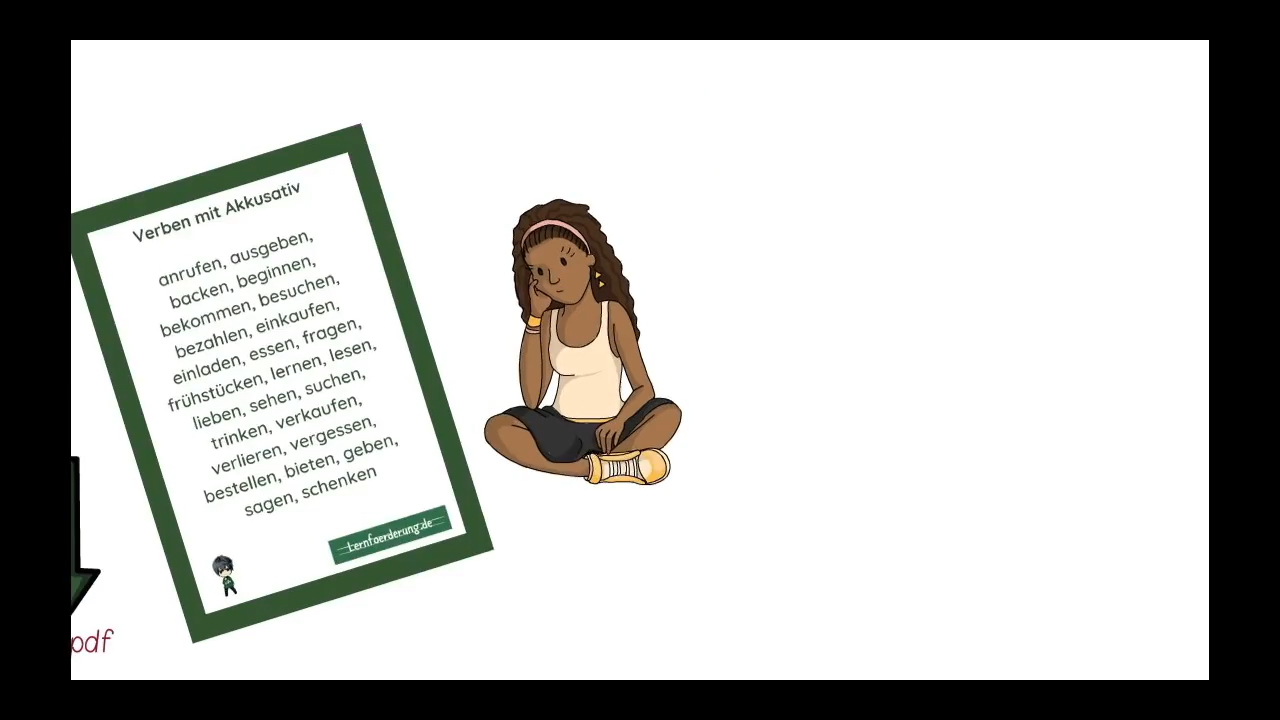 Verben mit Akkusativ
anrufen, ausgeben,
backen, beginnen,
bekommen, besuchen,
bezahlen, einkaufen,
einladen, essen, fragen,
frühstücken, lernen, lesen,
lieben, sehen, suchen,
trinken, verkaufen,
verlieren, vergessen,
bestellen, bieten, geben,
sagen, schenken
Lernfoerderung.de
pdf